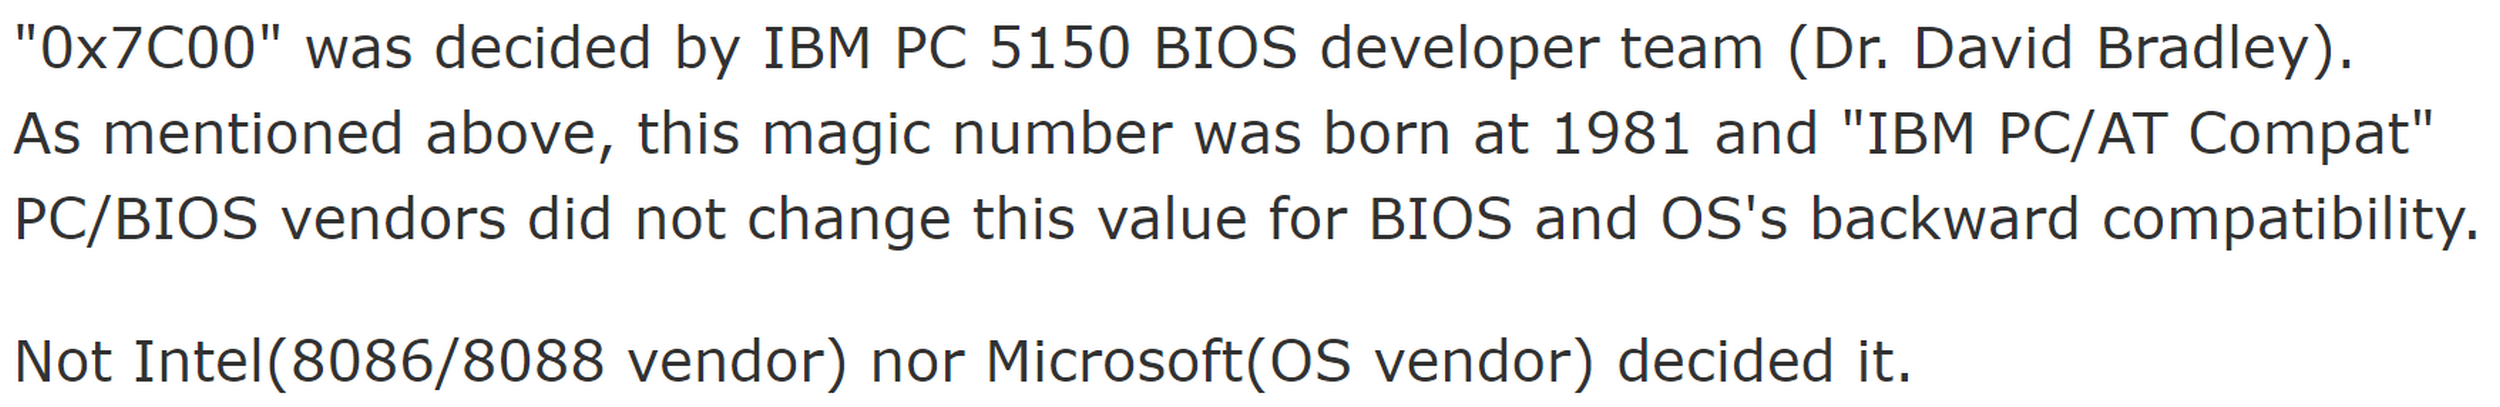 "0x7C00" was decided by IBM PC 5150 BIOS developer team (Dr. David Bradley).
As mentioned above, this magic number was born at 1981 and "IBM PC/AT Compat"
PC/BIOS vendors did not change this value for BIOS and OS's backward compatibility.
Not Intel(8086/8088 vendor) nor Microsoft(OS vendor) decided it.